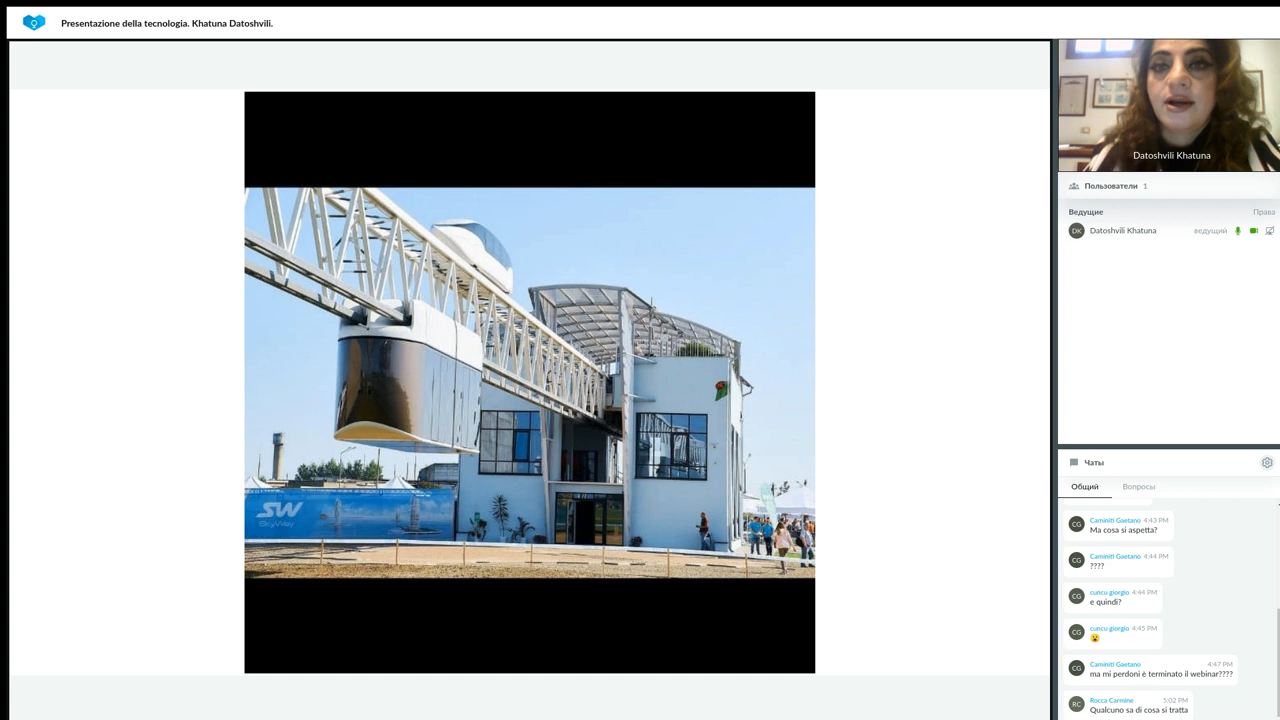 Presentazione della tecnologia. Khatuna Datoshvili.
SW
SkyWay
Datoshvili Khatuna
Пользователи 1
Ведущие Права
DK Datoshvili Khatuna ведущий
Чаты
Общий Вопросы
CG Caminiti Gaetano 4:43 PM
Ma cosa si aspetta?
CG Caminiti Gaetano 4:44 PM
????
CG cuncu giorgio 4:44 PM
e quindi?
CG cuncu giorgio 4:45 PM
😮
CG Caminiti Gaetano 4:47 PM
ma mi perdoni è terminato il webinar????
RC Rocca Carmine 5:02 PM
Qualcuno sa di cosa si tratta